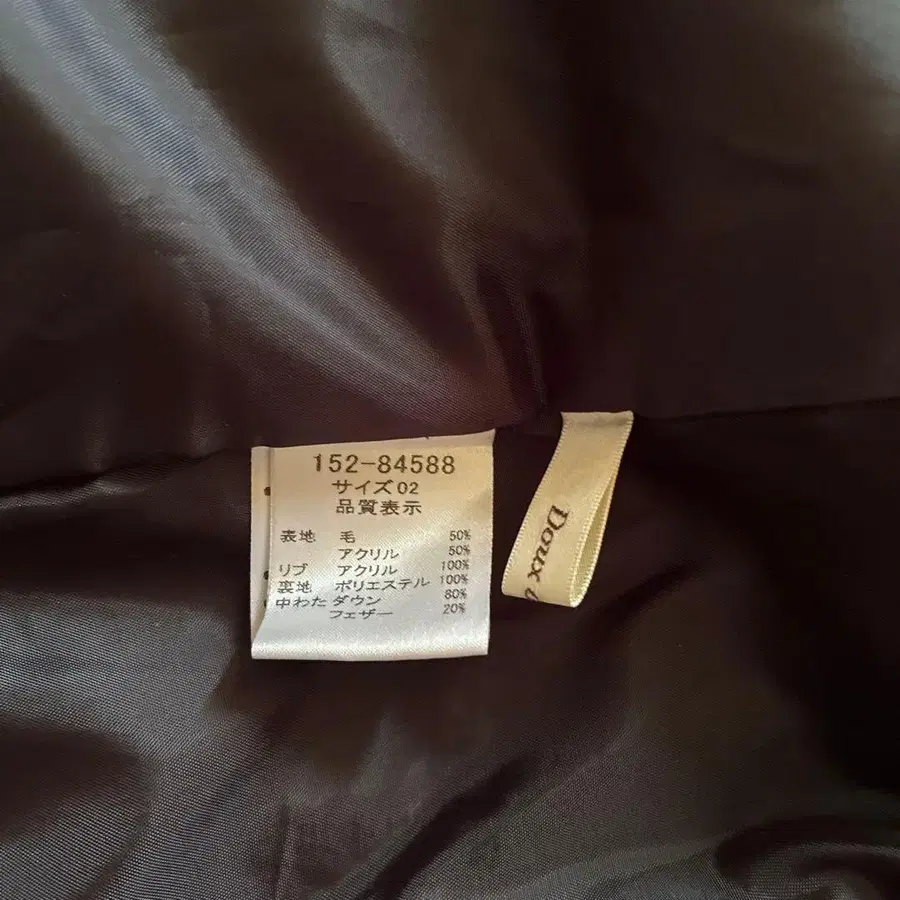 152-84588
サイズ02
品質表示
表地 毛 50%
アクリル 50%
リブ アクリル 100%
裏地 ポリエステル 100%
中わた ダウン 80%
フェザー 20%
Doux